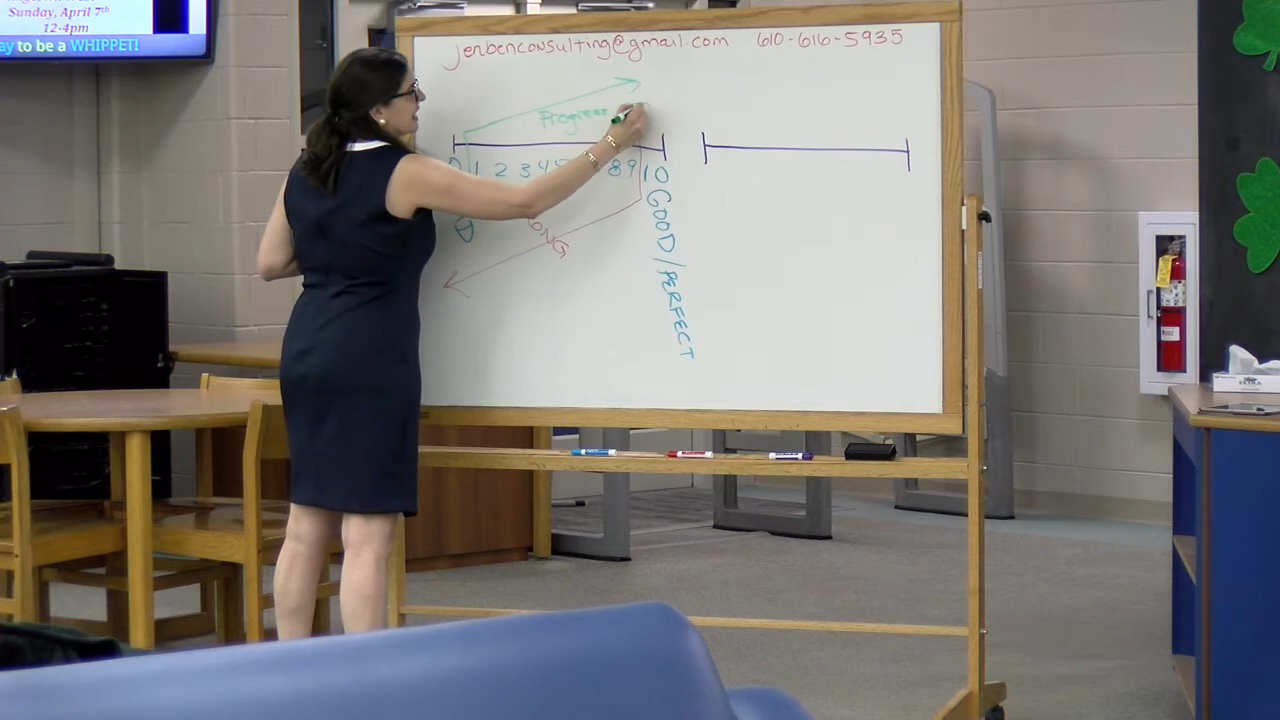 Sunday, April 7th
12-4pm
to be a WHIPPET!
jenbenconsulting@gmail.com 610-616-5935
Progress
1 2 3 4 8 9 10
GOOD/PERFECT
ULTRA